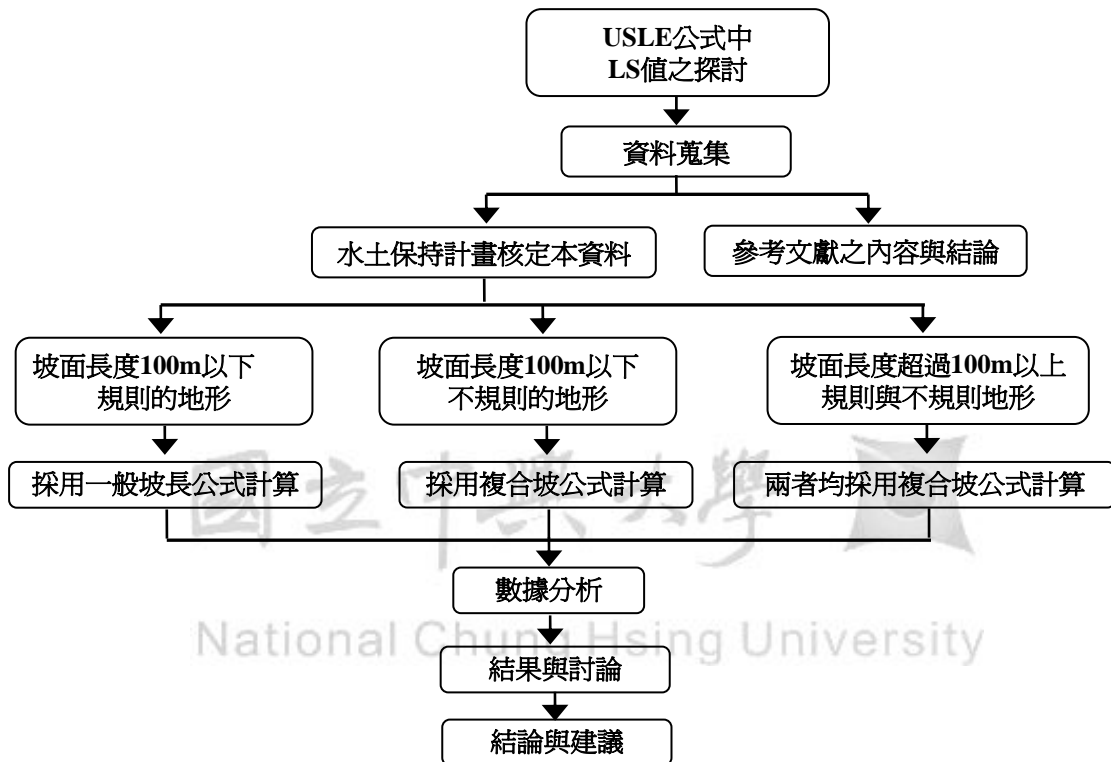 USLE公式中
LS值之探討
資料蒐集
水土保持計畫核定本資料
參考文獻之內容與結論
坡面長度100m以下
規則的地形
坡面長度100m以下
不規則的地形
坡面長度超過100m以上
規則與不規則地形
採用一般坡長公式計算
採用複合坡公式計算
兩者均採用複合坡公式計算
國立中興大學
數據分析
National Chung Hsing University
結果與討論
結論與建議